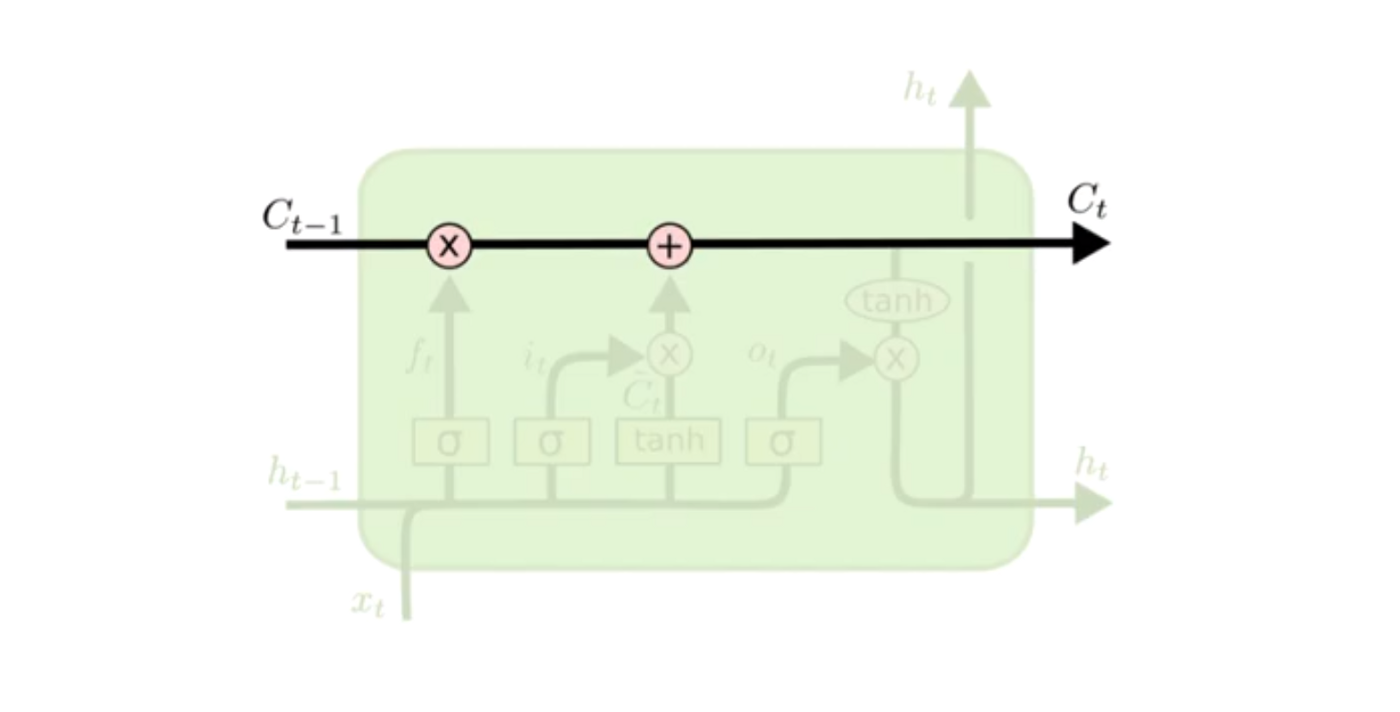 h_t
C_{t-1} C_t
x +
tanh
f_t i_t x o_t x
C̃_t
σ σ tanh σ
h_{t-1} h_t
x_t